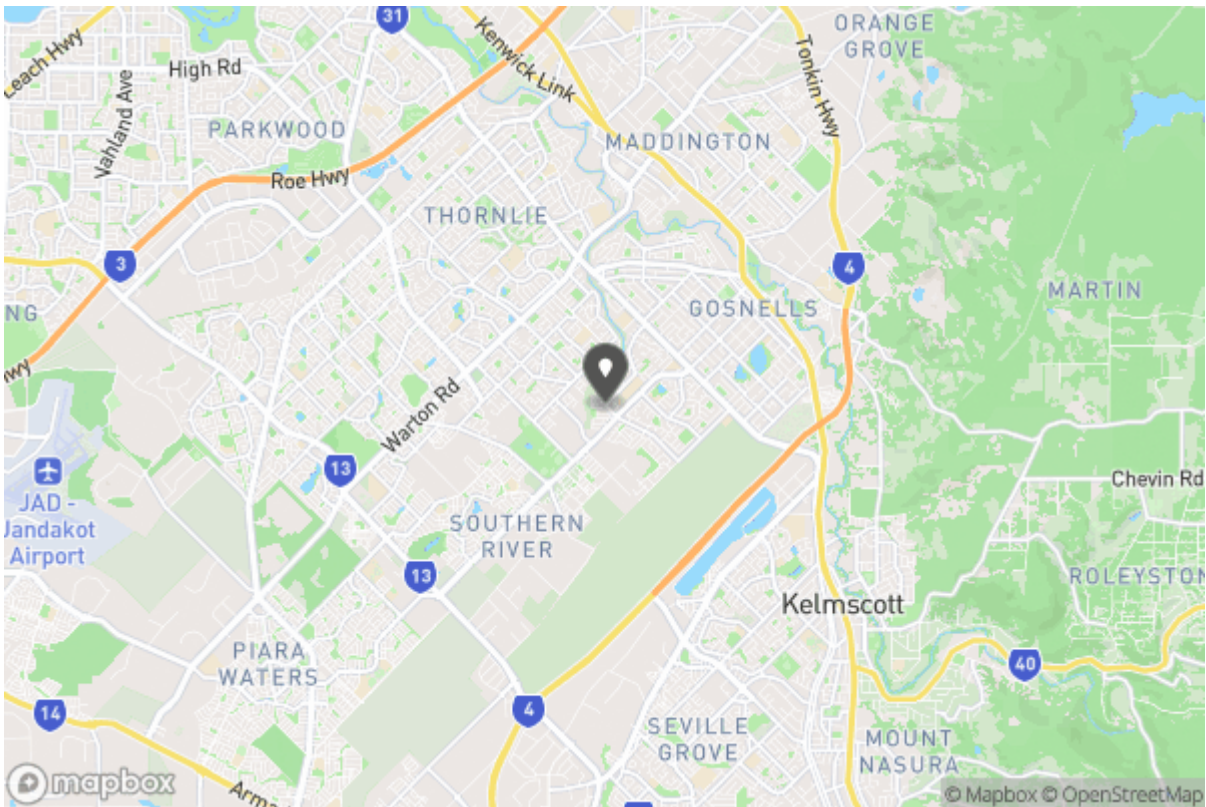 31
ORANGE
GROVE
Leach Hwy
High Rd
Kenwick Link
Tonkin Hwy
Vahland Ave
PARKWOOD
MADDINGTON
Roe Hwy
THORNLIE
3
4
MARTIN
NG
GOSNELLS
wy
Warton Rd
13
JAD -
Jandakot
Airport
Chevin Rd
SOUTHERN
RIVER
13
ROLEYSTON
Kelmscott
PIARA
WATERS
40
14
4
SEVILLE
GROVE
MOUNT
NASURA
mapbox
Arma
© Mapbox © OpenStreetMap